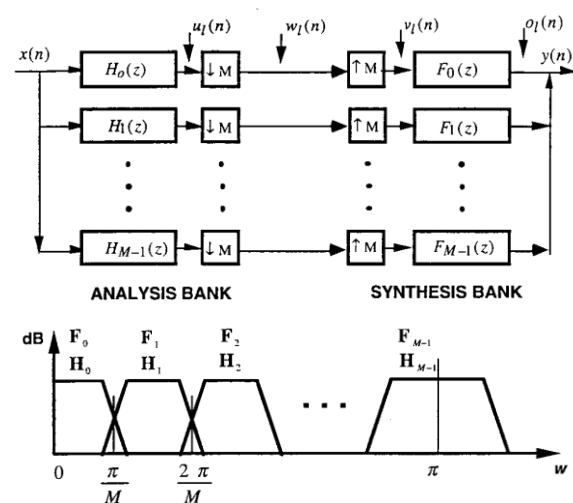 u_l(n) w_l(n) v_l(n) o_l(n)
x(n) H_o(z) ↓ M ↑ M F_0(z) y(n)
H_1(z) ↓ M ↑ M F_1(z)
H_{M-1}(z) ↓ M ↑ M F_{M-1}(z)
ANALYSIS BANK SYNTHESIS BANK
dB F_0 F_1 F_2 F_{M-1}
H_0 H_1 H_2 H_{M-1}
...
0 π/M 2π/M π w